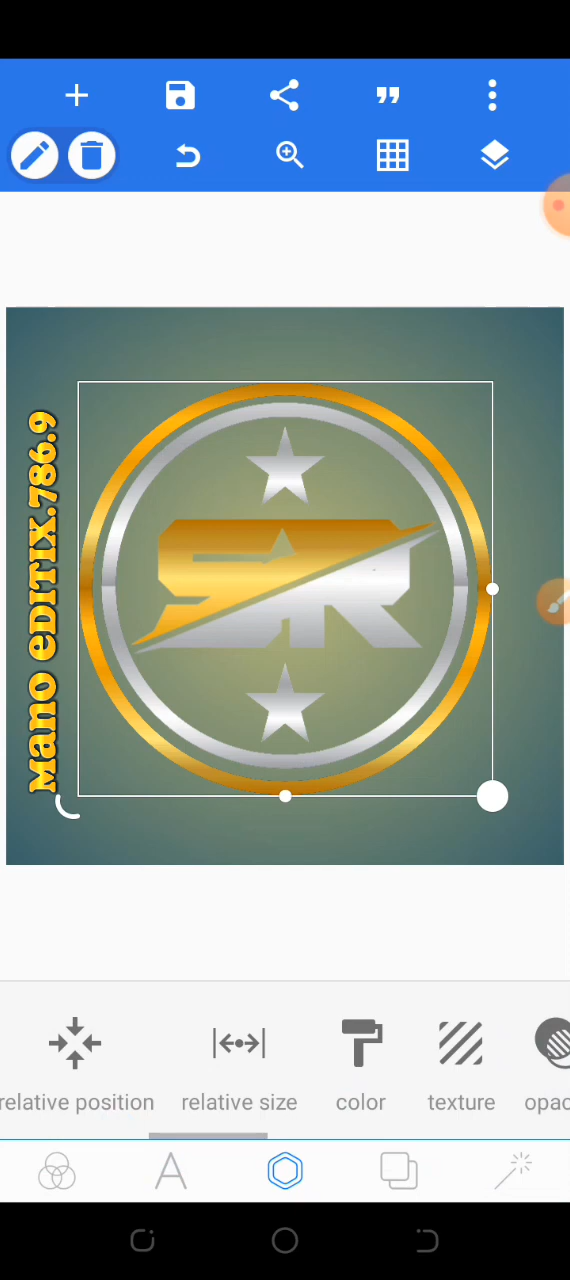 Mano eDITIX.786.9
SR
relative position
relative size
color
texture
opac